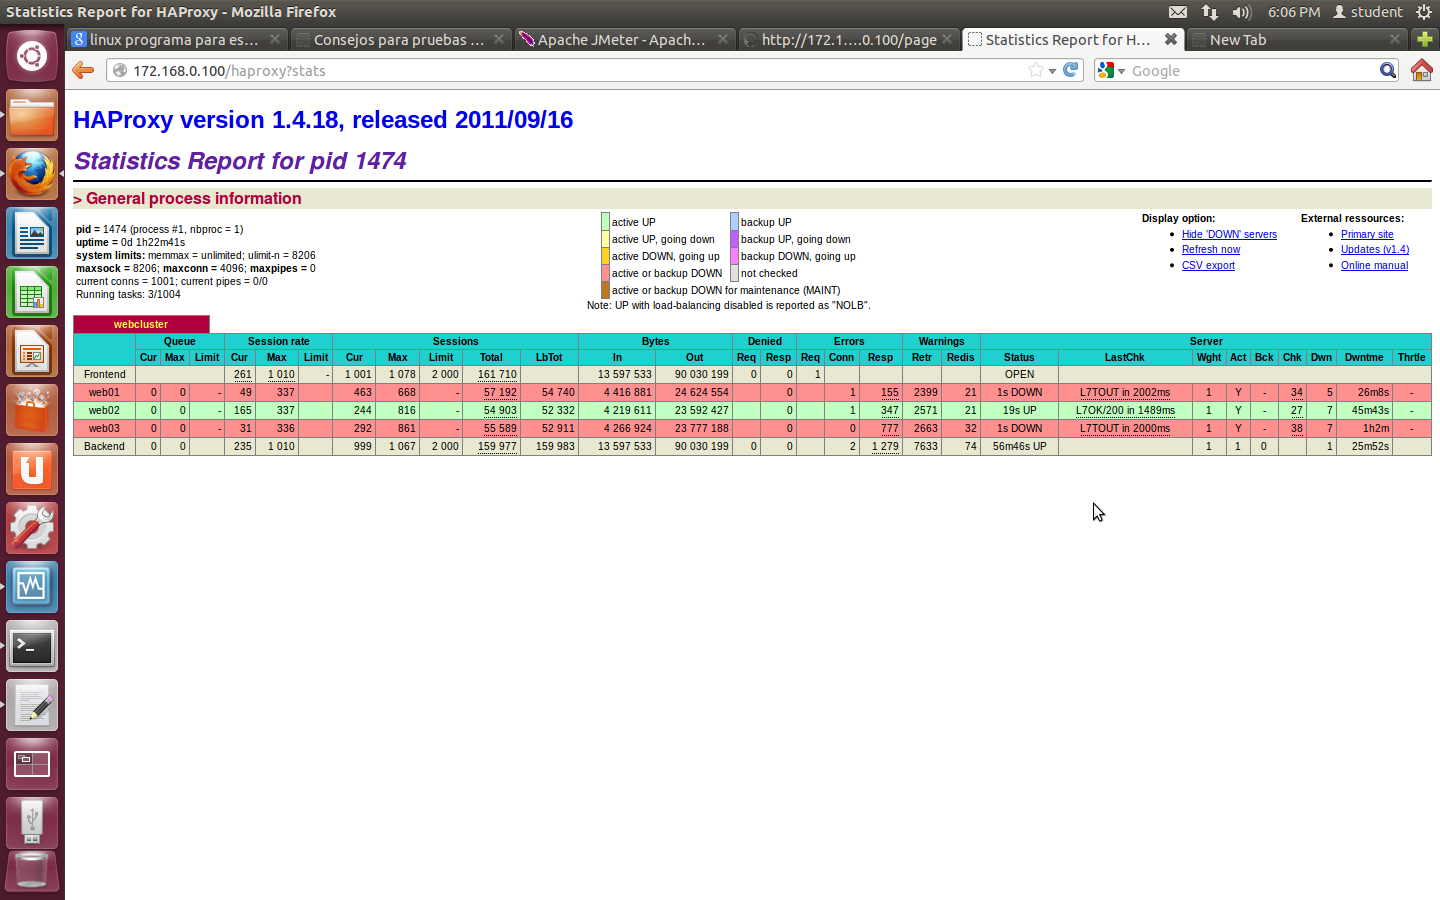 Statistics Report for HAProxy - Mozilla Firefox
6:06 PM student
linux programa para es...
Consejos para pruebas ...
Apache JMeter - Apach...
http://172.1....0.100/page
Statistics Report for H...
New Tab
172.168.0.100/haproxy?stats
Google
HAProxy version 1.4.18, released 2011/09/16
Statistics Report for pid 1474
> General process information
pid = 1474 (process #1, nbproc = 1)
uptime = 0d 1h22m41s
system limits: memmax = unlimited; ulimit-n = 8206
maxsock = 8206; maxconn = 4096; maxpipes = 0
current conns = 1001; current pipes = 0/0
Running tasks: 3/1004
active UP
backup UP
active UP, going down
backup UP, going down
active DOWN, going up
backup DOWN, going up
active or backup DOWN
not checked
active or backup DOWN for maintenance (MAINT)
Note: UP with load-balancing disabled is reported as "NOLB".
Display option:
Hide 'DOWN' servers
Refresh now
CSV export
External ressources:
Primary site
Updates (v1.4)
Online manual
webcluster
Queue Session rate Sessions Bytes Denied Errors Warnings Server
Cur Max Limit Cur Max Limit Cur Max Limit Total LbTot In Out Req Resp Req Conn Resp Retr Redis Status LastChk Wght Act Bck Chk Dwn Dwntme Thrtle
Frontend 261 1 010 - 1 001 1 078 2 000 161 710 13 597 533 90 030 199 0 0 1 OPEN
web01 0 0 - 49 337 463 668 - 57 192 54 740 4 416 881 24 624 554 0 1 155 2399 21 1s DOWN L7TOUT in 2002ms 1 Y - 34 5 26m8s -
web02 0 0 - 165 337 244 816 - 54 903 52 332 4 219 611 23 592 427 0 1 347 2571 21 19s UP L7OK/200 in 1489ms 1 Y - 27 7 45m43s -
web03 0 0 - 31 336 292 861 - 55 589 52 911 4 266 924 23 777 188 0 0 777 2663 32 1s DOWN L7TOUT in 2000ms 1 Y - 38 7 1h2m -
Backend 0 0 235 1 010 999 1 067 2 000 159 977 159 983 13 597 533 90 030 199 0 0 2 1 279 7633 74 56m46s UP 1 1 0 1 25m52s